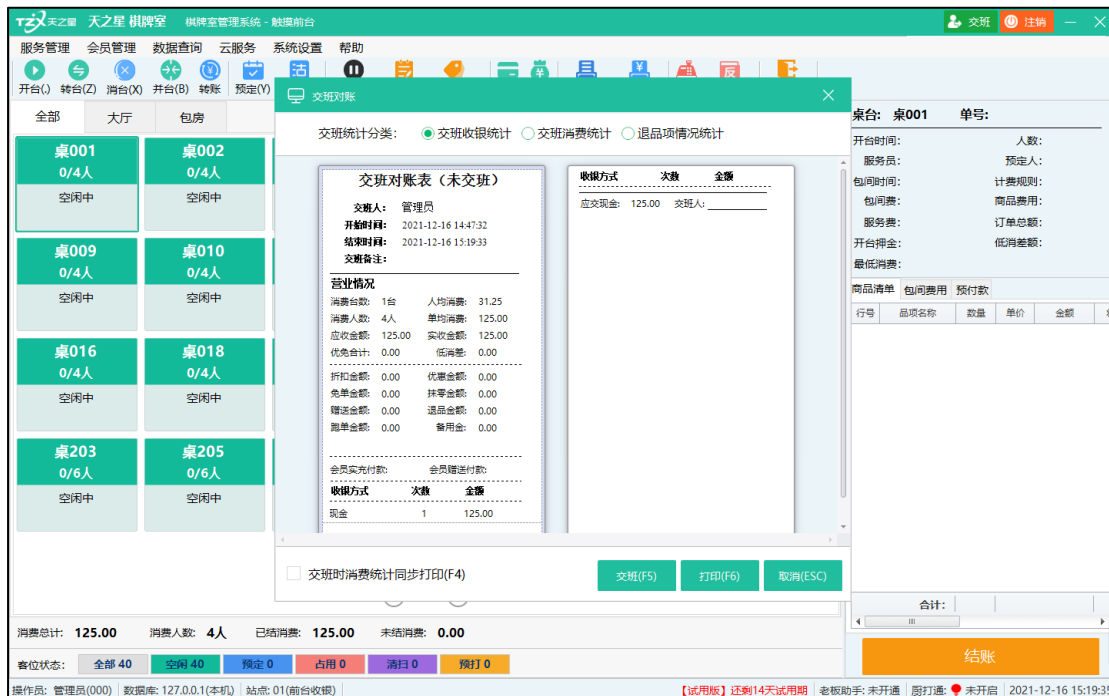 TZX 天之星 天之星 棋牌室 棋牌室管理系统 - 触摸前台 交班 注销
服务管理 会员管理 数据查询 云服务 系统设置 帮助
开台(.) 转台(Z) 消台(X) 并台(B) 转账 预定(Y)
全部 大厅 包房
桌001 桌002
0/4人 0/4人
空闲中 空闲中
桌009 桌010
0/4人 0/4人
空闲中 空闲中
桌016 桌018
0/4人 0/4人
空闲中 空闲中
桌203 桌205
0/6人 0/6人
空闲中 空闲中
交班对账
交班统计分类: 交班收银统计 交班消费统计 退品项情况统计
交班对账表（未交班）
交班人: 管理员
开始时间: 2021-12-16 14:47:32
结束时间: 2021-12-16 15:19:33
交班备注:
营业情况
消费台数: 1台 人均消费: 31.25
消费人数: 4人 单均消费: 125.00
应收金额: 125.00 实收金额: 125.00
优免合计: 0.00 低消差: 0.00
折扣金额: 0.00 优惠金额: 0.00
免单金额: 0.00 抹零金额: 0.00
赠送金额: 0.00 退品金额: 0.00
跑单金额: 0.00 备用金: 0.00
会员实充付款: 会员赠送付款:
收银方式 次数 金额
现金 1 125.00
收银方式 次数 金额
应交现金: 125.00 交班人:
交班时消费统计同步打印(F4)
交班(F5) 打印(F6) 取消(ESC)
桌台: 桌001 单号:
开台时间: 人数:
服务员: 预定人:
包间时间: 计费规则:
包间费: 商品费用:
服务费: 订单总额:
开台押金: 低消差额:
最低消费:
商品清单 包间费用 预付款
行号 品项名称 数量 单价 金额
合计:
结账
消费总计: 125.00 消费人数: 4人 已结消费: 125.00 未结消费: 0.00
客位状态: 全部 40 空闲 40 预定 0 占用 0 清扫 0 预打 0
操作员: 管理员(000) 数据库: 127.0.0.1(本机) 站点: 01(前台收银) 【试用版】还剩14天试用期 老板助手: 未开通 厨打通: 未开启 2021-12-16 15:19:35